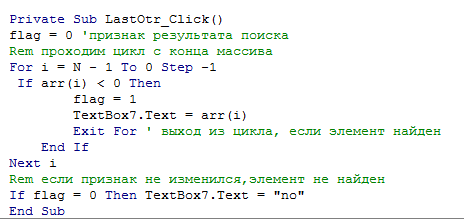 Private Sub LastOtr_Click()
flag = 0 'признак результата поиска
Rem проходим цикл с конца массива
For i = N - 1 To 0 Step -1
If arr(i) < 0 Then
flag = 1
TextBox7.Text = arr(i)
Exit For ' выход из цикла, если элемент найден
End If
Next i
Rem если признак не изменился,элемент не найден
If flag = 0 Then TextBox7.Text = "no"
End Sub